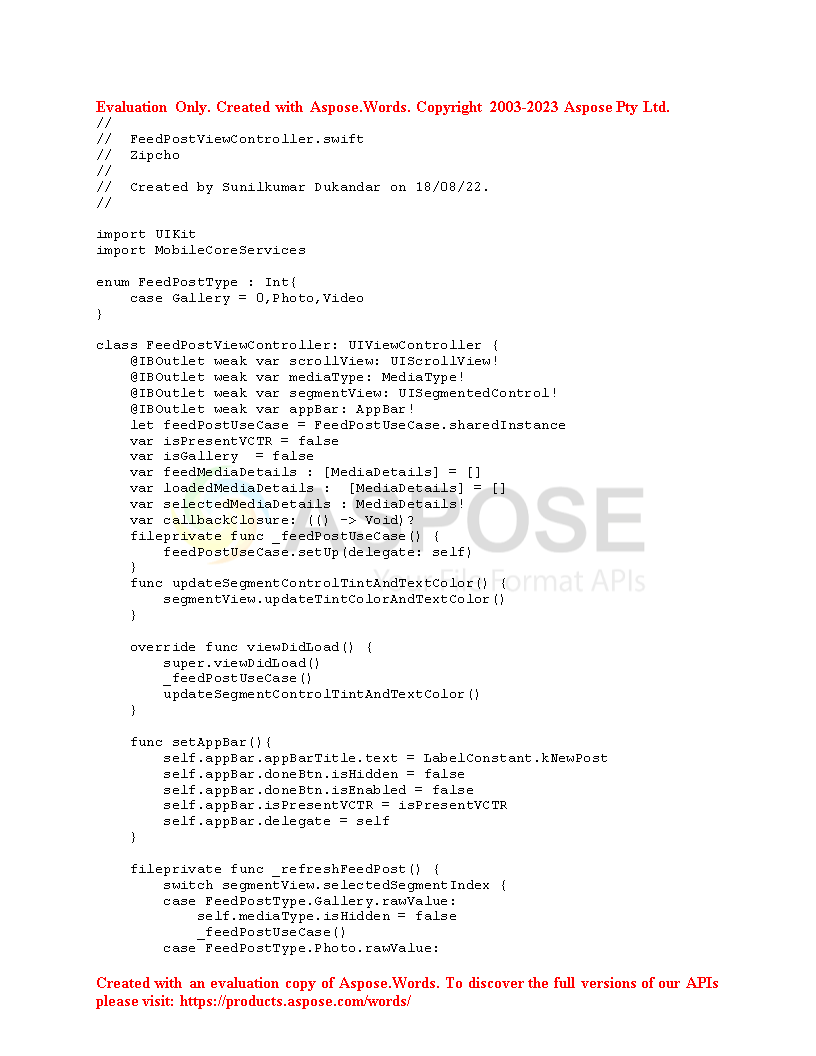 Evaluation Only. Created with Aspose.Words. Copyright 2003-2023 Aspose Pty Ltd.
//
//  FeedPostViewController.swift
//  Zipcho
//
//  Created by Sunilkumar Dukandar on 18/08/22.
//

import UIKit
import MobileCoreServices

enum FeedPostType : Int{
    case Gallery = 0,Photo,Video
}

class FeedPostViewController: UIViewController {
    @IBOutlet weak var scrollView: UIScrollView!
    @IBOutlet weak var mediaType: MediaType!
    @IBOutlet weak var segmentView: UISegmentedControl!
    @IBOutlet weak var appBar: AppBar!
    let feedPostUseCase = FeedPostUseCase.sharedInstance
    var isPresentVCTR = false
    var isGallery  = false
    var feedMediaDetails : [MediaDetails] = []
    var loadedMediaDetails :  [MediaDetails] = []
    var selectedMediaDetails : MediaDetails!
    var callbackClosure: (() -> Void)?
    fileprivate func _feedPostUseCase() {
        feedPostUseCase.setUp(delegate: self)
    }
    func updateSegmentControlTintAndTextColor() {
        segmentView.updateTintColorAndTextColor()
    }

    override func viewDidLoad() {
        super.viewDidLoad()
        _feedPostUseCase()
        updateSegmentControlTintAndTextColor()
    }

    func setAppBar(){
        self.appBar.appBarTitle.text = LabelConstant.kNewPost
        self.appBar.doneBtn.isHidden = false
        self.appBar.doneBtn.isEnabled = false
        self.appBar.isPresentVCTR = isPresentVCTR
        self.appBar.delegate = self
    }

    fileprivate func _refreshFeedPost() {
        switch segmentView.selectedSegmentIndex {
        case FeedPostType.Gallery.rawValue:
            self.mediaType.isHidden = false
            _feedPostUseCase()
        case FeedPostType.Photo.rawValue:

ASPOSE
Your File Format APIs
Created with an evaluation copy of Aspose.Words. To discover the full versions of our APIs
please visit: https://products.aspose.com/words/